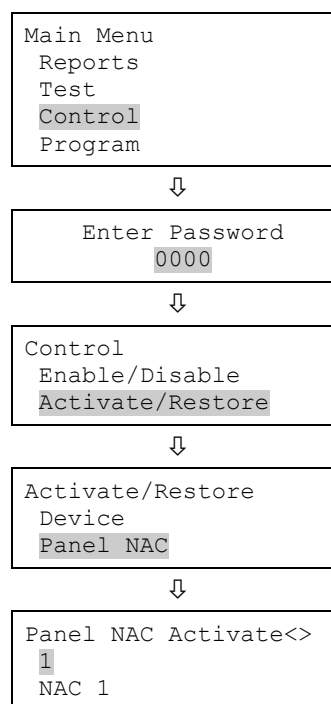 Main Menu
Reports
Test
Control
Program
⇩
Enter Password
0000
⇩
Control
Enable/Disable
Activate/Restore
⇩
Activate/Restore
Device
Panel NAC
⇩
Panel NAC Activate<>
1
NAC 1